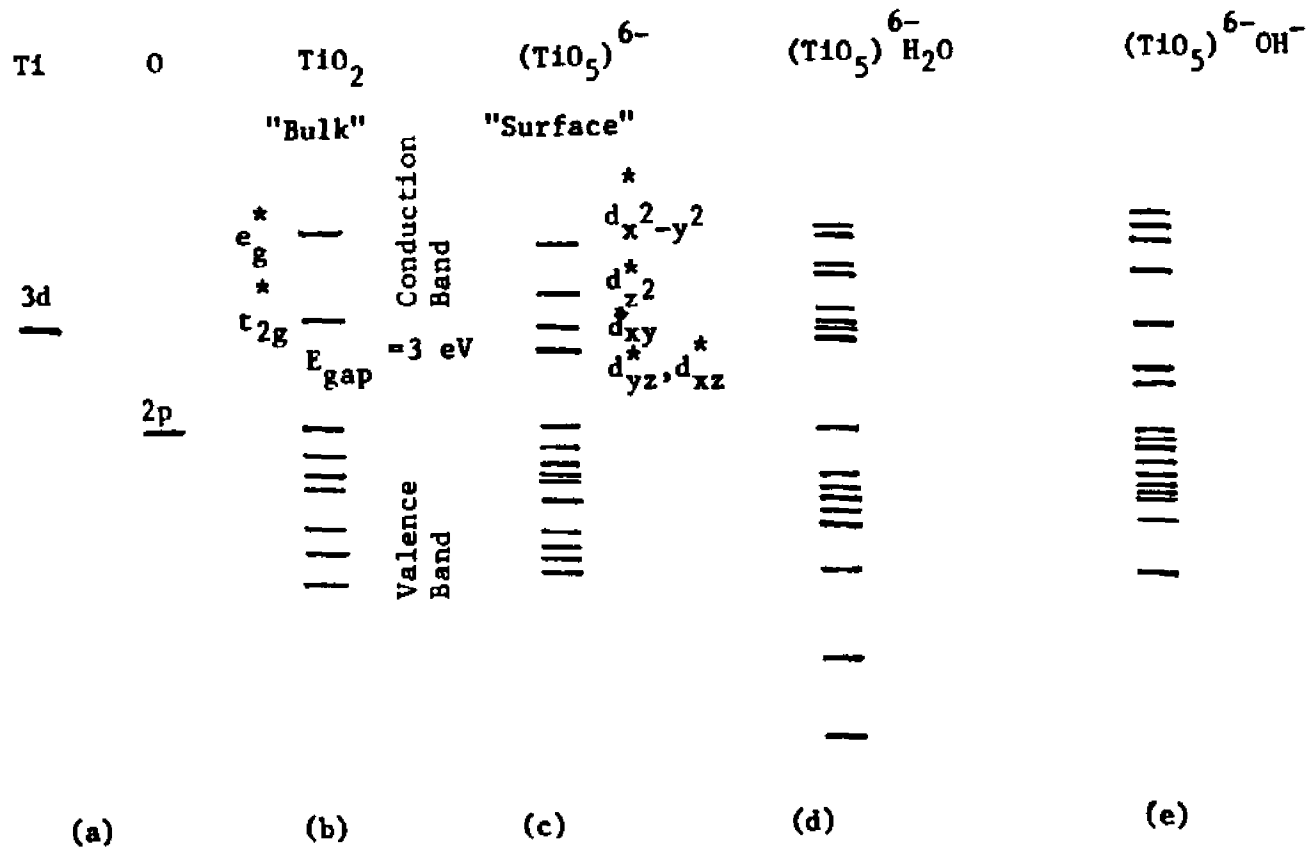 Ti O TiO2 (TiO5)6- (TiO5)6-H2O (TiO5)6-OH-
"Bulk" "Surface"
Conduction
Band
e*g
t*2g
3d
2p
Egap =3 eV
d*x2-y2
d*z2
d*xy
d*yz,d*xz
Valence
Band
(a) (b) (c) (d) (e)